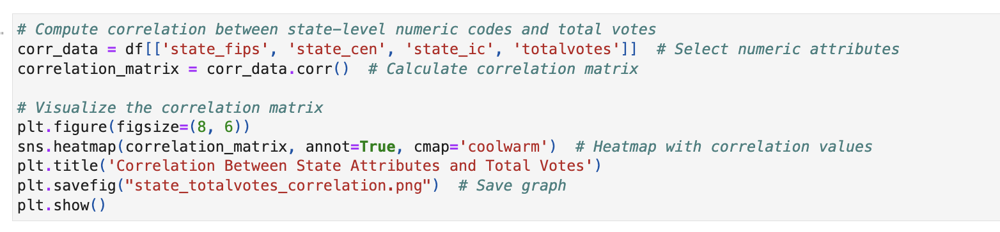 # Compute correlation between state-level numeric codes and total votes
corr_data = df[['state_fips', 'state_cen', 'state_ic', 'totalvotes']]  # Select numeric attributes
correlation_matrix = corr_data.corr()  # Calculate correlation matrix
# Visualize the correlation matrix
plt.figure(figsize=(8, 6))
sns.heatmap(correlation_matrix, annot=True, cmap='coolwarm')  # Heatmap with correlation values
plt.title('Correlation Between State Attributes and Total Votes')
plt.savefig("state_totalvotes_correlation.png")  # Save graph
plt.show()